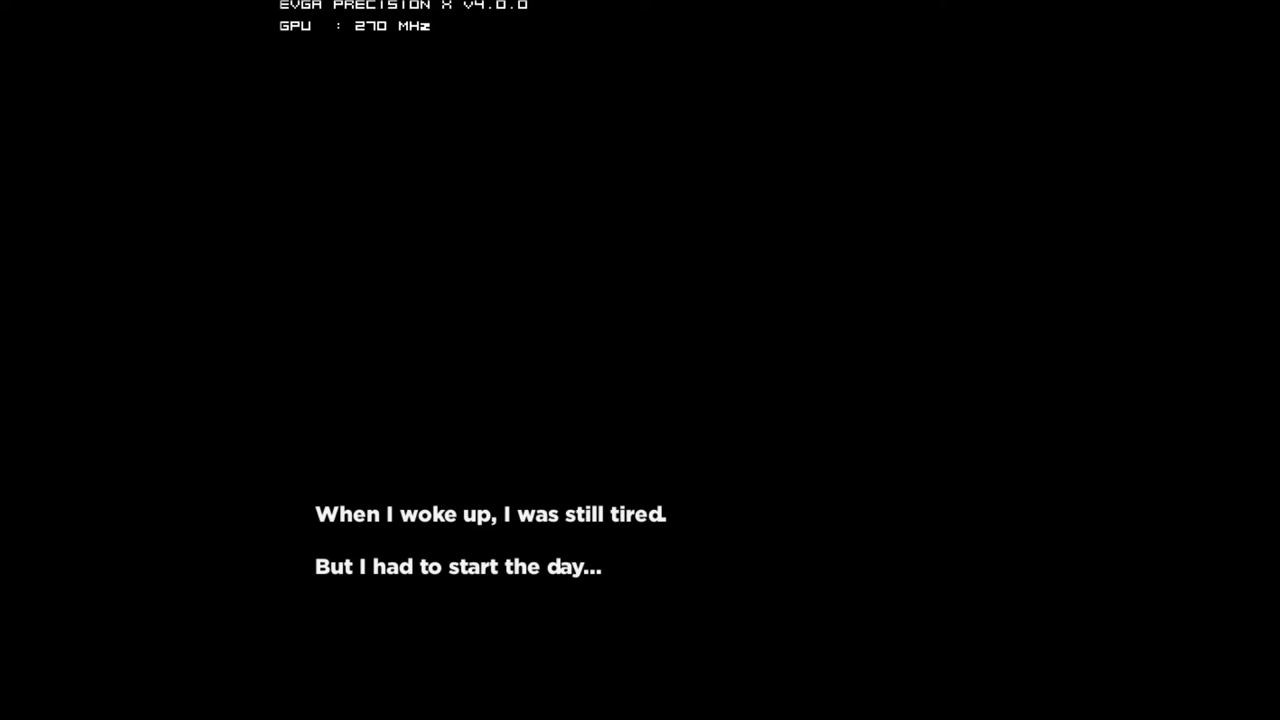 EVGA PRECISION X v4.0.0
GPU : 270 MHz
When I woke up, I was still tired.
But I had to start the day...